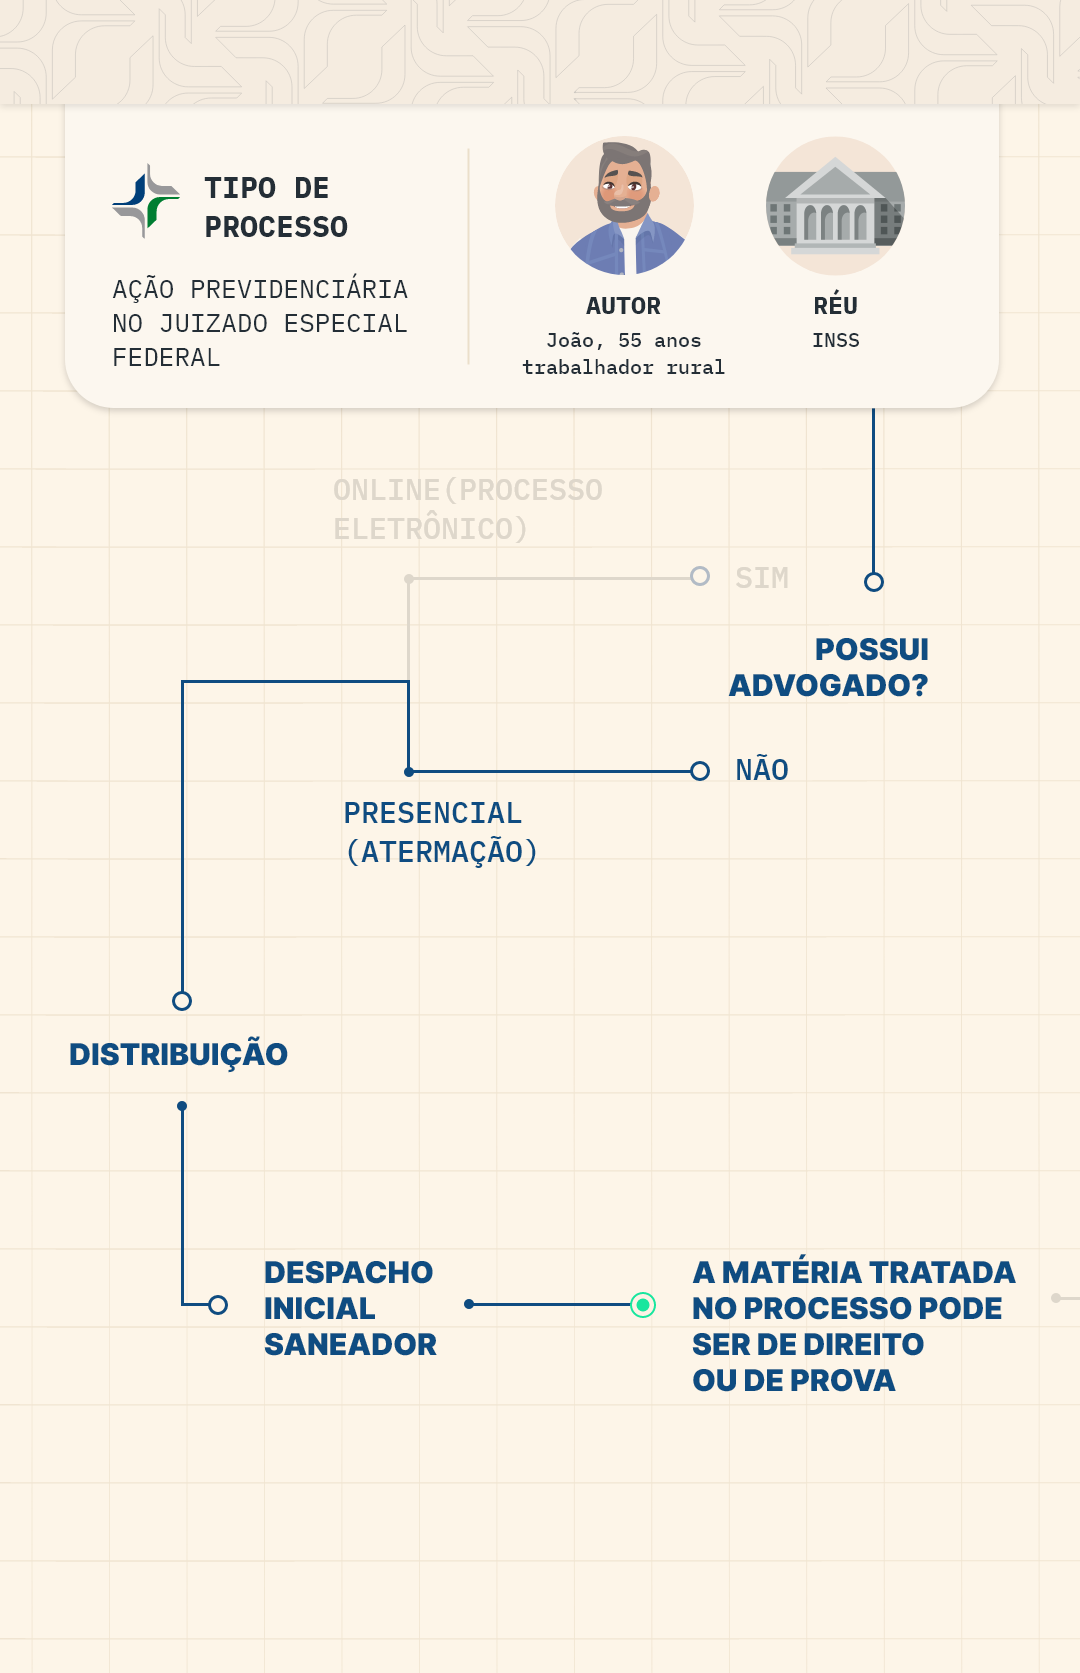 TIPO DE
PROCESSO
AÇÃO PREVIDENCIÁRIA
NO JUIZADO ESPECIAL
FEDERAL
AUTOR
João, 55 anos
trabalhador rural
RÉU
INSS
ONLINE(PROCESSO
ELETRÔNICO)
SIM
POSSUI
ADVOGADO?
NÃO
PRESENCIAL
(ATERMAÇÃO)
DISTRIBUIÇÃO
DESPACHO
INICIAL
SANEADOR
A MATÉRIA TRATADA
NO PROCESSO PODE
SER DE DIREITO
OU DE PROVA